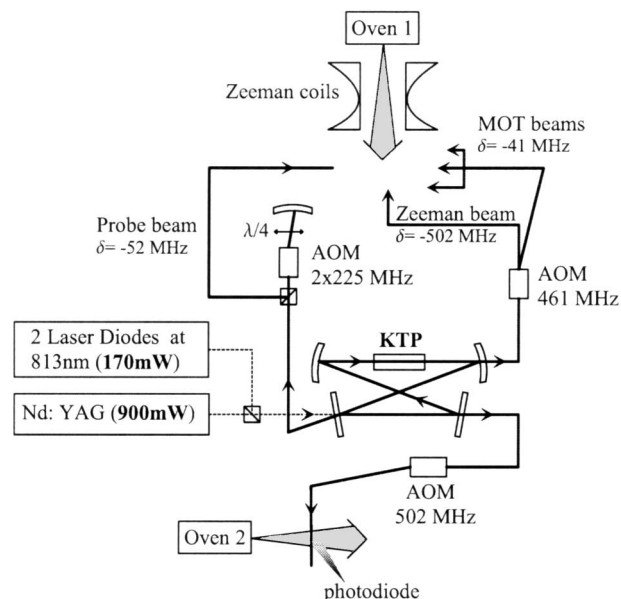 Oven 1
Zeeman coils
MOT beams
δ= -41 MHz
Probe beam
δ= -52 MHz
λ/4
AOM
2x225 MHz
Zeeman beam
δ= -502 MHz
AOM
461 MHz
2 Laser Diodes at
813nm (170mW)
KTP
Nd: YAG (900mW)
AOM
502 MHz
Oven 2
photodiode